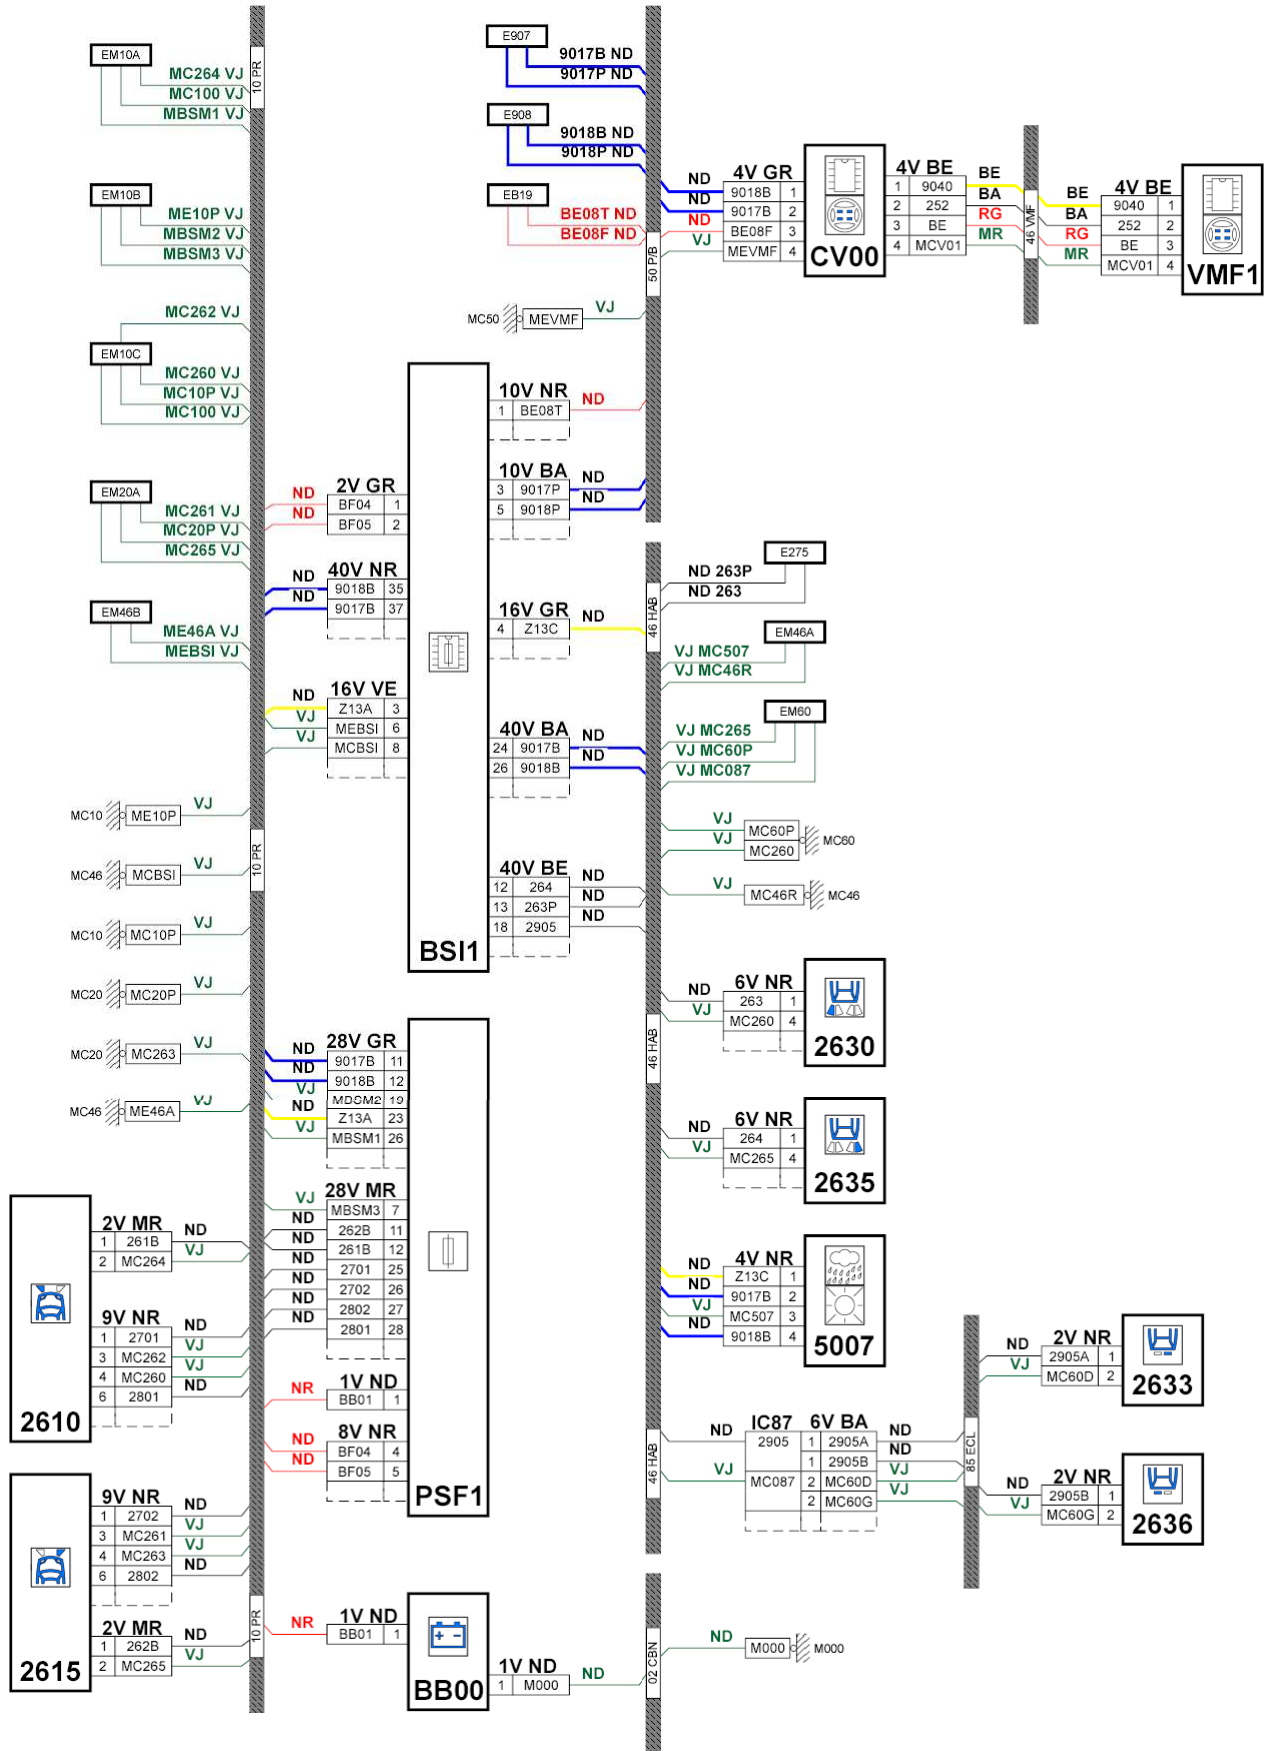 EM10A
MC264 VJ
MC100 VJ
MBSM1 VJ
10 PR
EM10B
ME10P VJ
MBSM2 VJ
MBSM3 VJ
MC262 VJ
EM10C
MC260 VJ
MC10P VJ
MC100 VJ
EM20A
MC261 VJ
MC20P VJ
MC265 VJ
EM46B
ME46A VJ
MEBSI VJ
MC10 ME10P VJ
10 PR
MC46 MCBSI VJ
MC10 MC10P VJ
MC20 MC20P VJ
MC20 MC263 VJ
MC46 ME46A VJ
2610
2V MR
1 261B ND
2 MC264 VJ
9V NR
1 2701 ND
3 MC262 VJ
4 MC260 VJ
6 2801 ND
2615
9V NR
1 2702 ND
3 MC261 VJ
4 MC263 VJ
6 2802 ND
2V MR
1 262B ND
2 MC265 VJ
10 PR
BSI1
2V GR
ND BF04 1
ND BF05 2
40V NR
ND 9018B 35
ND 9017B 37
16V VE
ND Z13A 3
VJ MEBSI 6
VJ MCBSI 8
10V NR
1 BE08T ND
10V BA
3 9017P ND
5 9018P ND
16V GR
4 Z13C ND
40V BA
24 9017B ND
26 9018B ND
40V BE
12 264 ND
13 263P ND
18 2905 ND
PSF1
28V GR
ND 9017B 11
ND 9018B 12
VJ MBSM2 19
ND Z13A 23
VJ MBSM1 26
28V MR
VJ MBSM3 7
ND 262B 11
ND 261B 12
ND 2701 25
ND 2702 26
ND 2802 27
2801 28
1V ND
NR BB01 1
8V NR
ND BF04 4
ND BF05 5
BB00
1V ND
NR BB01 1
1V ND
1 M000 ND
E907
9017B ND
9017P ND
E908
9018B ND
9018P ND
EB19
BE08T ND
BE08F ND
50 P/B
MC50 MEVMF VJ
CV00
4V GR
ND 9018B 1
ND 9017B 2
ND BE08F 3
VJ MEVMF 4
4V BE
1 9040 BE
2 252 BA
3 BE RG
4 MCV01 MR
46 VMF
VMF1
4V BE
BE 9040 1
BA 252 2
RG BE 3
MR MCV01 4
E275
ND 263P
ND 263
46 HAB
EM46A
VJ MC507
VJ MC46R
EM60
VJ MC265
VJ MC60P
VJ MC087
VJ MC60P
VJ MC260
MC60
VJ MC46R MC46
46 HAB
2630
6V NR
ND 263 1
VJ MC260 4
2635
6V NR
ND 264 1
VJ MC265 4
5007
4V NR
ND Z13C 1
ND 9017B 2
VJ MC507 3
ND 9018B 4
46 HAB
IC87 6V BA
ND 2905 1 2905A ND
1 2905B ND
VJ MC087 2 MC60D VJ
2 MC60G VJ
85 ECL
2633
2V NR
ND 2905A 1
VJ MC60D 2
2636
2V NR
ND 2905B 1
VJ MC60G 2
02 CBN
ND M000 M000